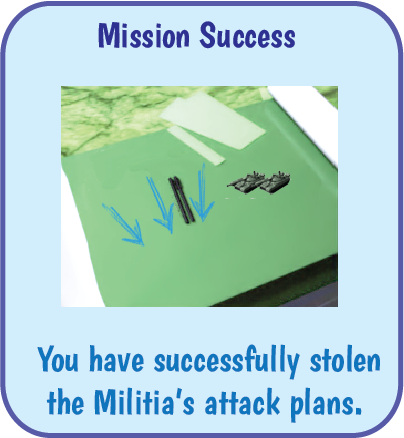 Mission Success
You have successfully stolen
the Militia's attack plans.